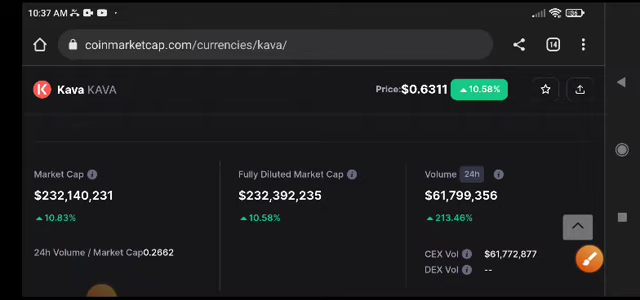 10:37 AM
coinmarketcap.com/currencies/kava/
14
Kava KAVA
Price:$0.6311 10.58%
Market Cap
Fully Diluted Market Cap
Volume 24h
$232,140,231
$232,392,235
$61,799,356
10.83%
10.58%
213.46%
24h Volume / Market Cap0.2662
CEX Vol $61,772,877
DEX Vol --